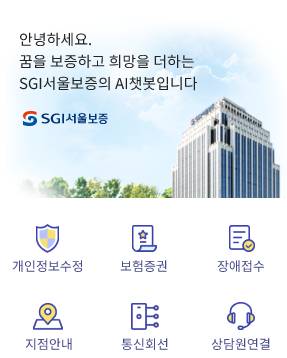 안녕하세요.
꿈을 보증하고 희망을 더하는
SGI서울보증의 AI챗봇입니다
SGI서울보증
개인정보수정
보험증권
장애접수
지점안내
통신회선
상담원연결